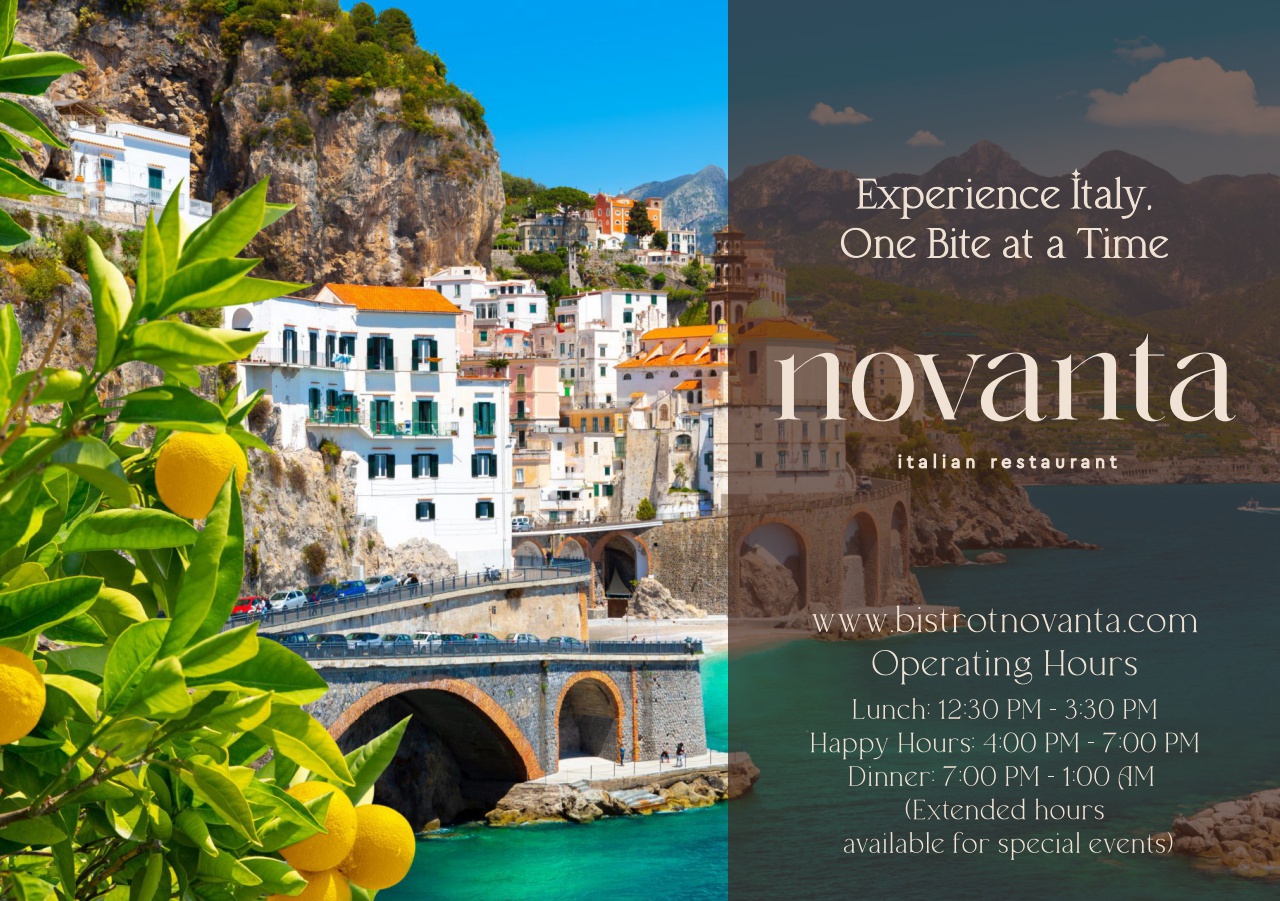 Experience Italy,
One Bite at a Time
novanta
italian restaurant
www.bistrotnovanta.com
Operating Hours
Lunch: 12:30 PM - 3:30 PM
Happy Hours: 4:00 PM - 7:00 PM
Dinner: 7:00 PM - 1:00 AM
(Extended hours
available for special events)